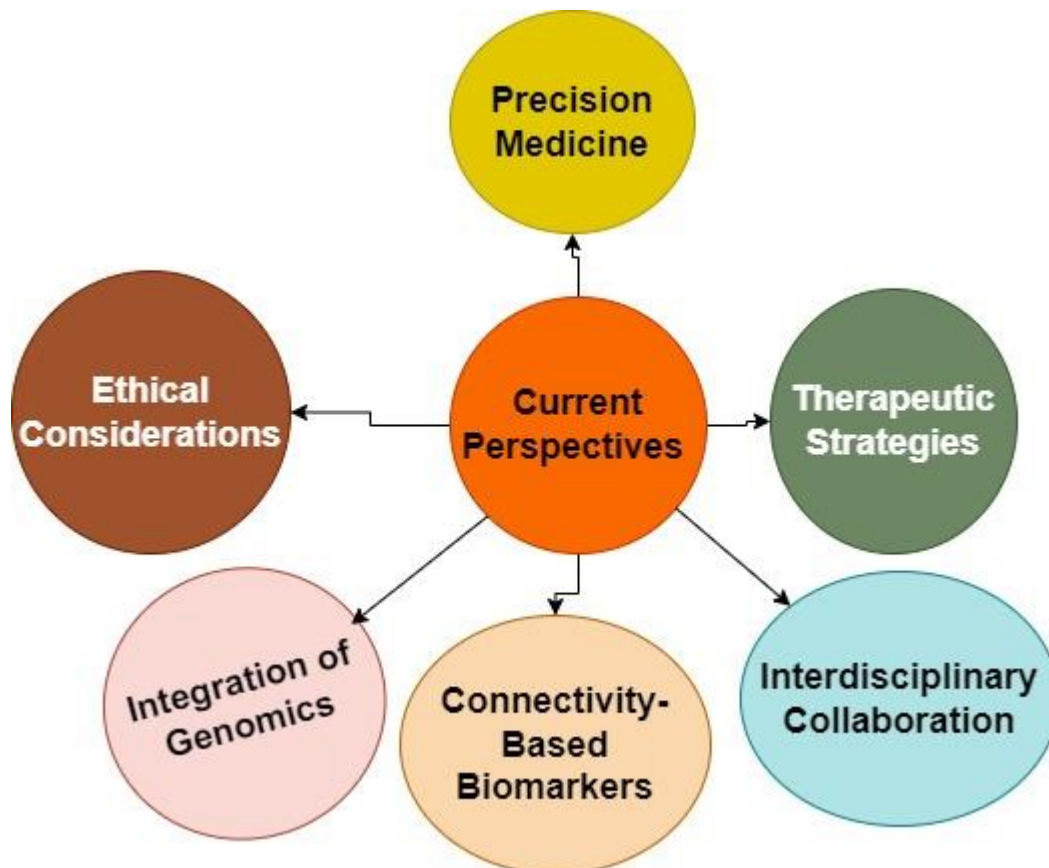 Precision
Medicine
Ethical
Considerations
Current
Perspectives
Therapeutic
Strategies
Integration of
Genomics
Connectivity-
Based
Biomarkers
Interdisciplinary
Collaboration